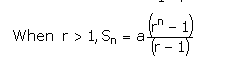 When r > 1, Sₙ = a (rⁿ − 1) / (r − 1)